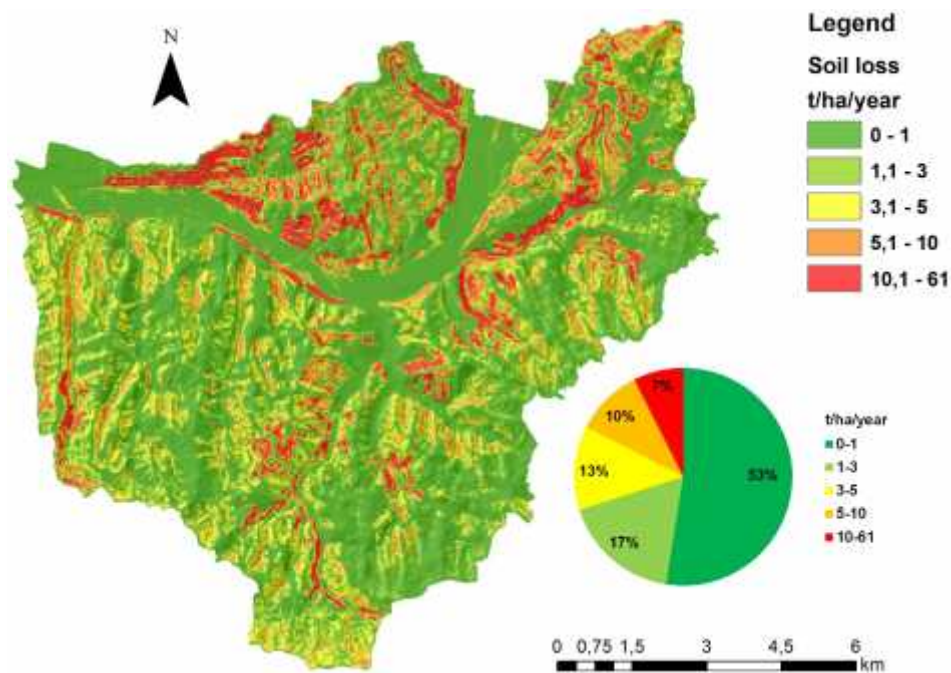 N
Legend
Soil loss
t/ha/year
0 - 1
1,1 - 3
3,1 - 5
5,1 - 10
10,1 - 61
7%
10%
13%
17%
53%
t/ha/year
0-1
1-3
3-5
5-10
10-61
0 0,75 1,5 3 4,5 6
km